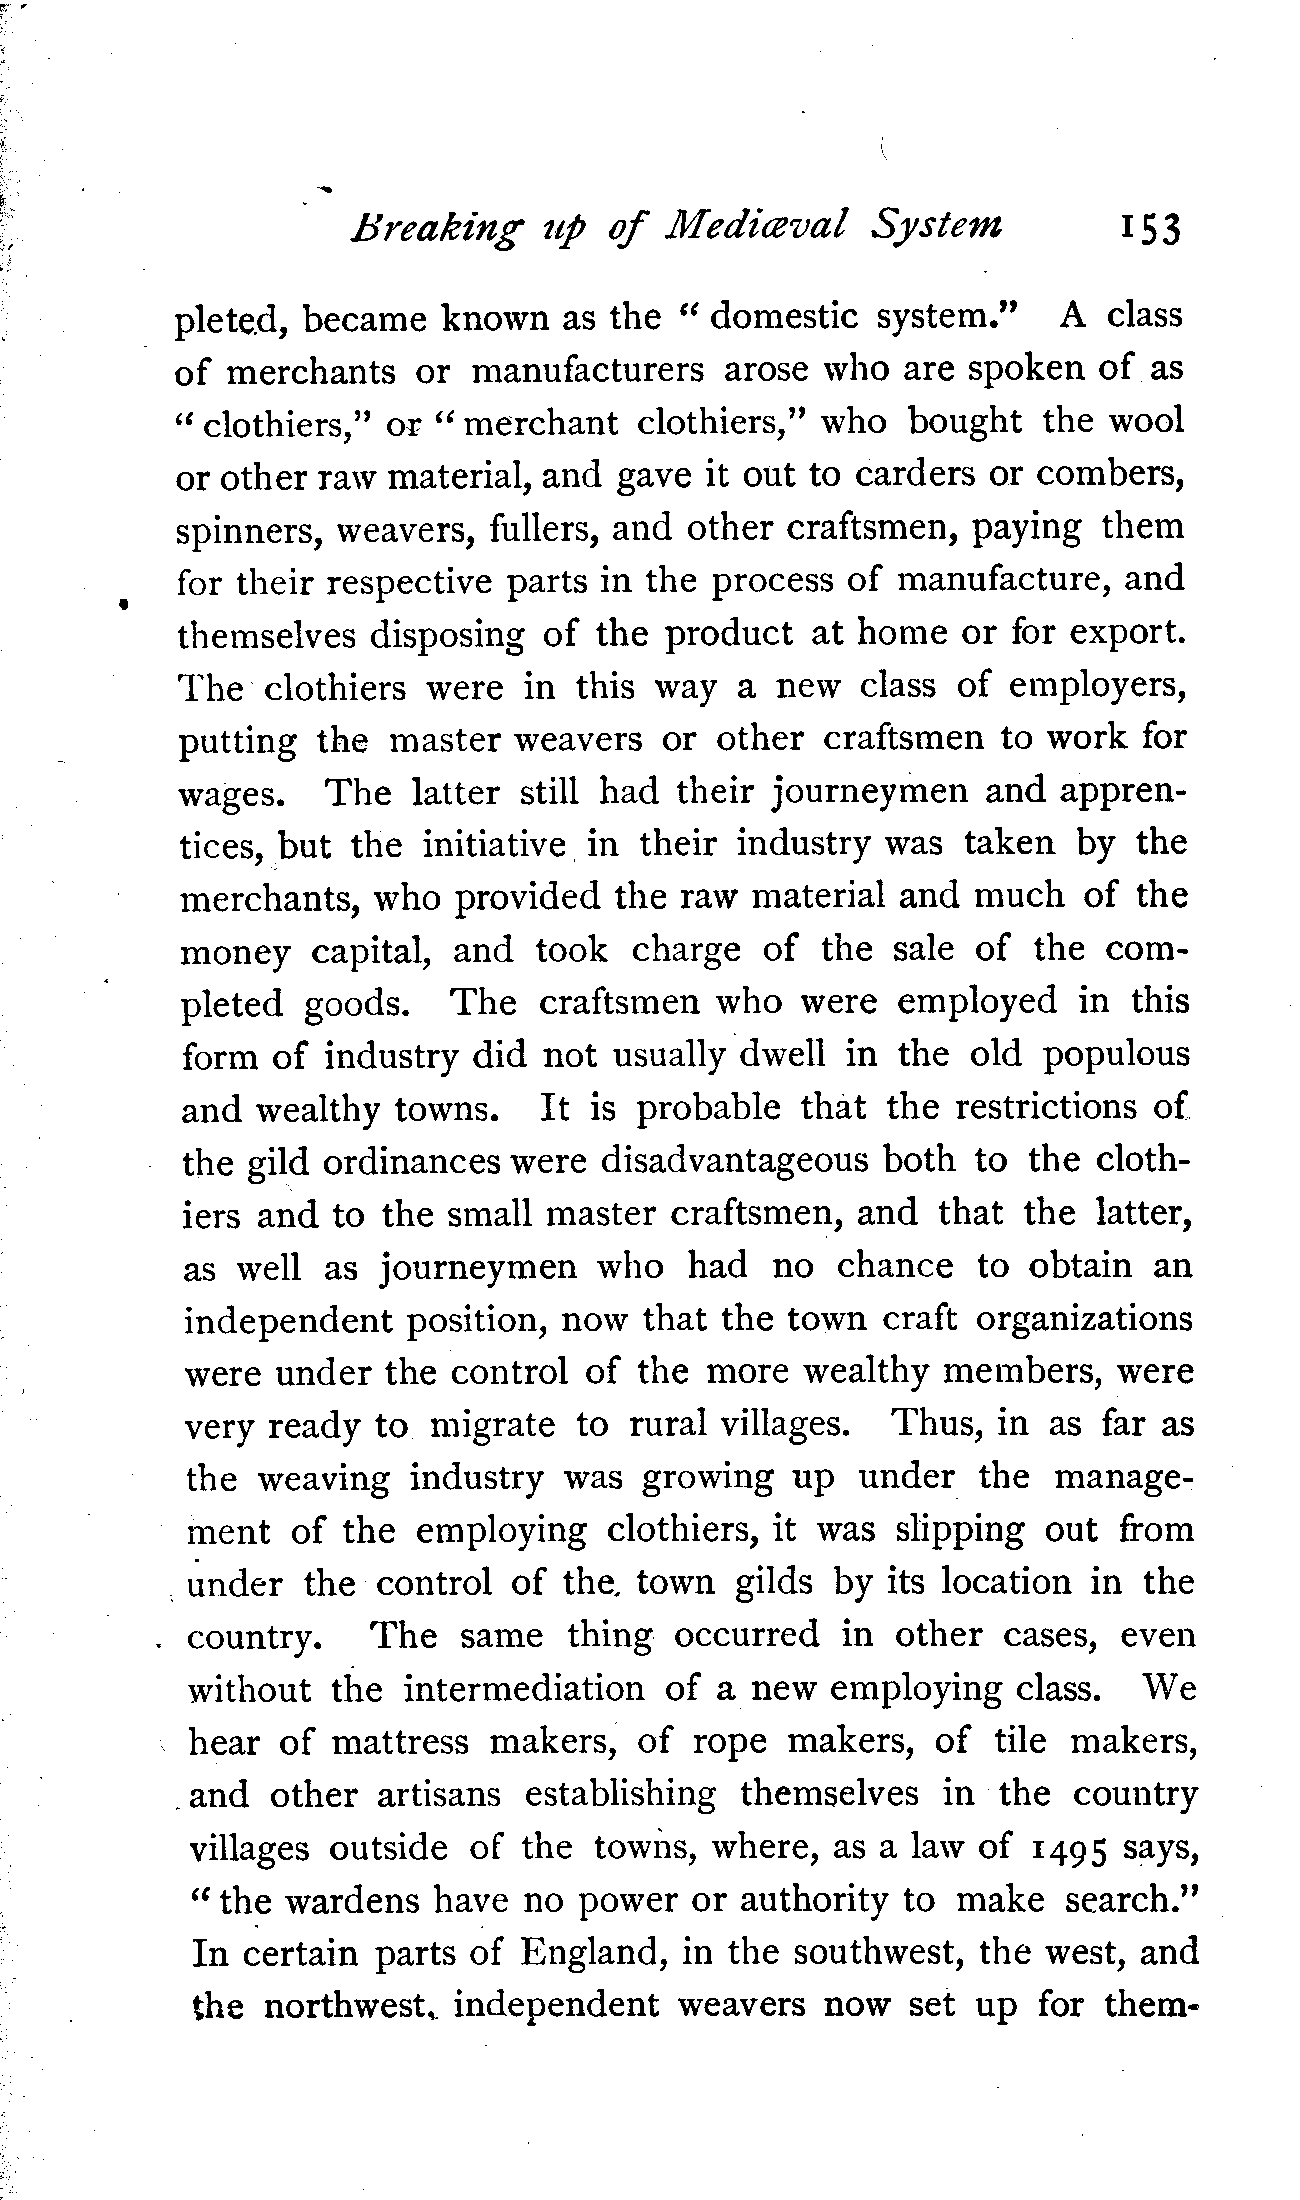 Breaking up of Mediæval System 153
pleted, became known as the "domestic system." A class
of merchants or manufacturers arose who are spoken of as
"clothiers," or "merchant clothiers," who bought the wool
or other raw material, and gave it out to carders or combers,
spinners, weavers, fullers, and other craftsmen, paying them
for their respective parts in the process of manufacture, and
themselves disposing of the product at home or for export.
The clothiers were in this way a new class of employers,
putting the master weavers or other craftsmen to work for
wages. The latter still had their journeymen and appren-
tices, but the initiative in their industry was taken by the
merchants, who provided the raw material and much of the
money capital, and took charge of the sale of the com-
pleted goods. The craftsmen who were employed in this
form of industry did not usually dwell in the old populous
and wealthy towns. It is probable that the restrictions of
the gild ordinances were disadvantageous both to the cloth-
iers and to the small master craftsmen, and that the latter,
as well as journeymen who had no chance to obtain an
independent position, now that the town craft organizations
were under the control of the more wealthy members, were
very ready to migrate to rural villages. Thus, in as far as
the weaving industry was growing up under the manage-
ment of the employing clothiers, it was slipping out from
under the control of the town gilds by its location in the
country. The same thing occurred in other cases, even
without the intermediation of a new employing class. We
hear of mattress makers, of rope makers, of tile makers,
and other artisans establishing themselves in the country
villages outside of the towns, where, as a law of 1495 says,
"the wardens have no power or authority to make search."
In certain parts of England, in the southwest, the west, and
the northwest, independent weavers now set up for them-